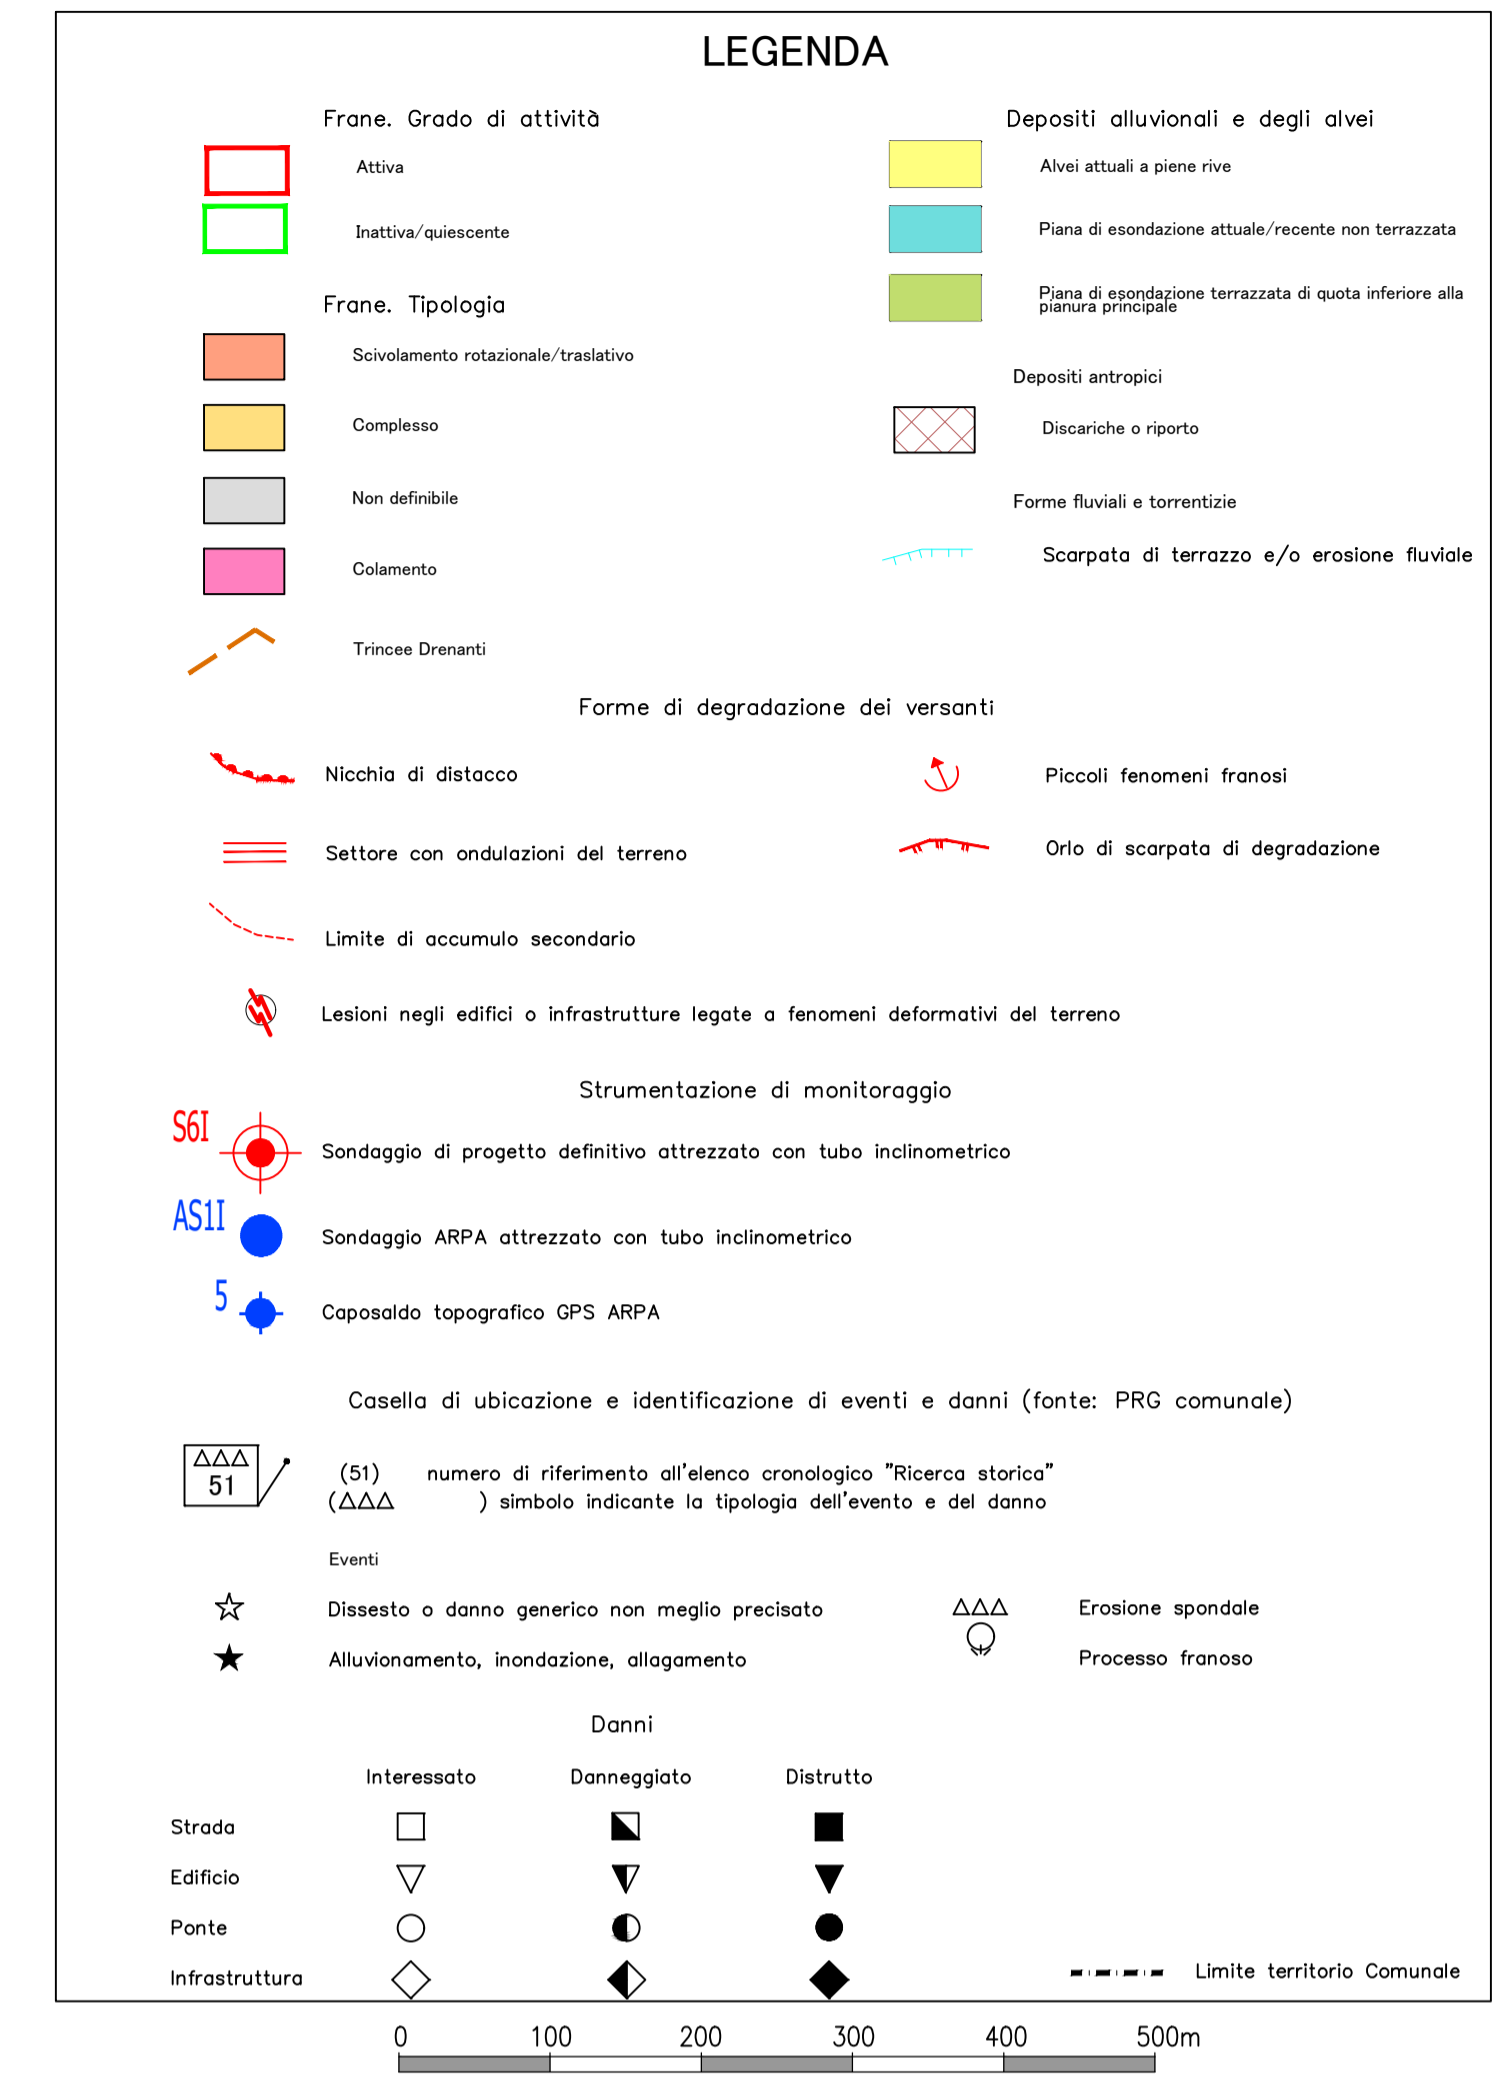 LEGENDA
Frane. Grado di attività
Attiva
Inattiva/quiescente
Frane. Tipologia
Scivolamento rotazionale/traslativo
Complesso
Non definibile
Colamento
Trincee Drenanti
Depositi alluvionali e degli alvei
Alvei attuali a piene rive
Piana di esondazione attuale/recente non terrazzata
Piana di esondazione terrazzata di quota inferiore alla
pianura principale
Depositi antropici
Discariche o riporto
Forme fluviali e torrentizie
Scarpata di terrazzo e/o erosione fluviale
Forme di degradazione dei versanti
Nicchia di distacco
Piccoli fenomeni franosi
Settore con ondulazioni del terreno
Orlo di scarpata di degradazione
Limite di accumulo secondario
Lesioni negli edifici o infrastrutture legate a fenomeni deformativi del terreno
Strumentazione di monitoraggio
S6I
Sondaggio di progetto definitivo attrezzato con tubo inclinometrico
AS1I
Sondaggio ARPA attrezzato con tubo inclinometrico
5
Caposaldo topografico GPS ARPA
Casella di ubicazione e identificazione di eventi e danni (fonte: PRG comunale)
51
(51) numero di riferimento all'elenco cronologico "Ricerca storica"
(△△△ ) simbolo indicante la tipologia dell'evento e del danno
Eventi
Dissesto o danno generico non meglio precisato
Erosione spondale
Alluvionamento, inondazione, allagamento
Processo franoso
Danni
Interessato Danneggiato Distrutto
Strada
Edificio
Ponte
Infrastruttura
Limite territorio Comunale
0 100 200 300 400 500m